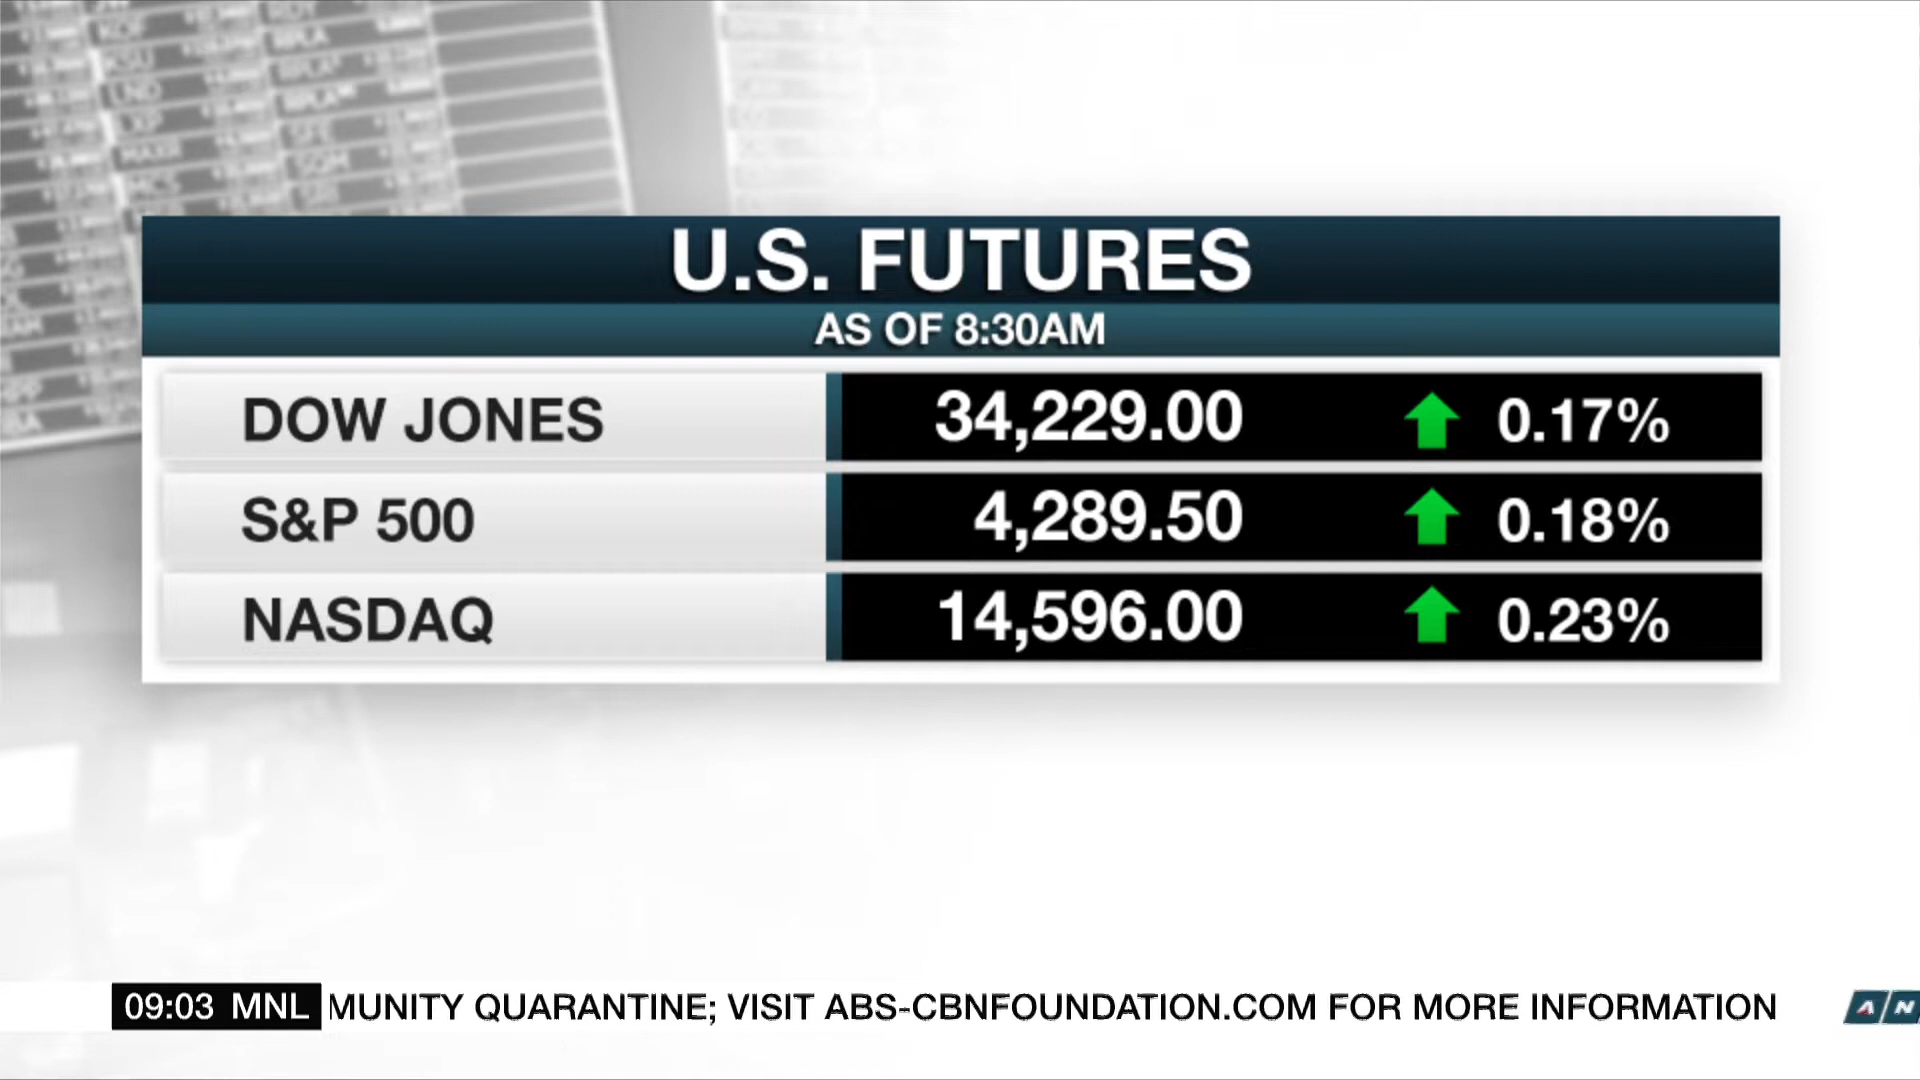 U.S. FUTURES
AS OF 8:30AM
DOW JONES 34,229.00 0.17%
S&P 500 4,289.50 0.18%
NASDAQ 14,596.00 0.23%
09:03 MNL MUNITY QUARANTINE; VISIT ABS-CBNFOUNDATION.COM FOR MORE INFORMATION AN